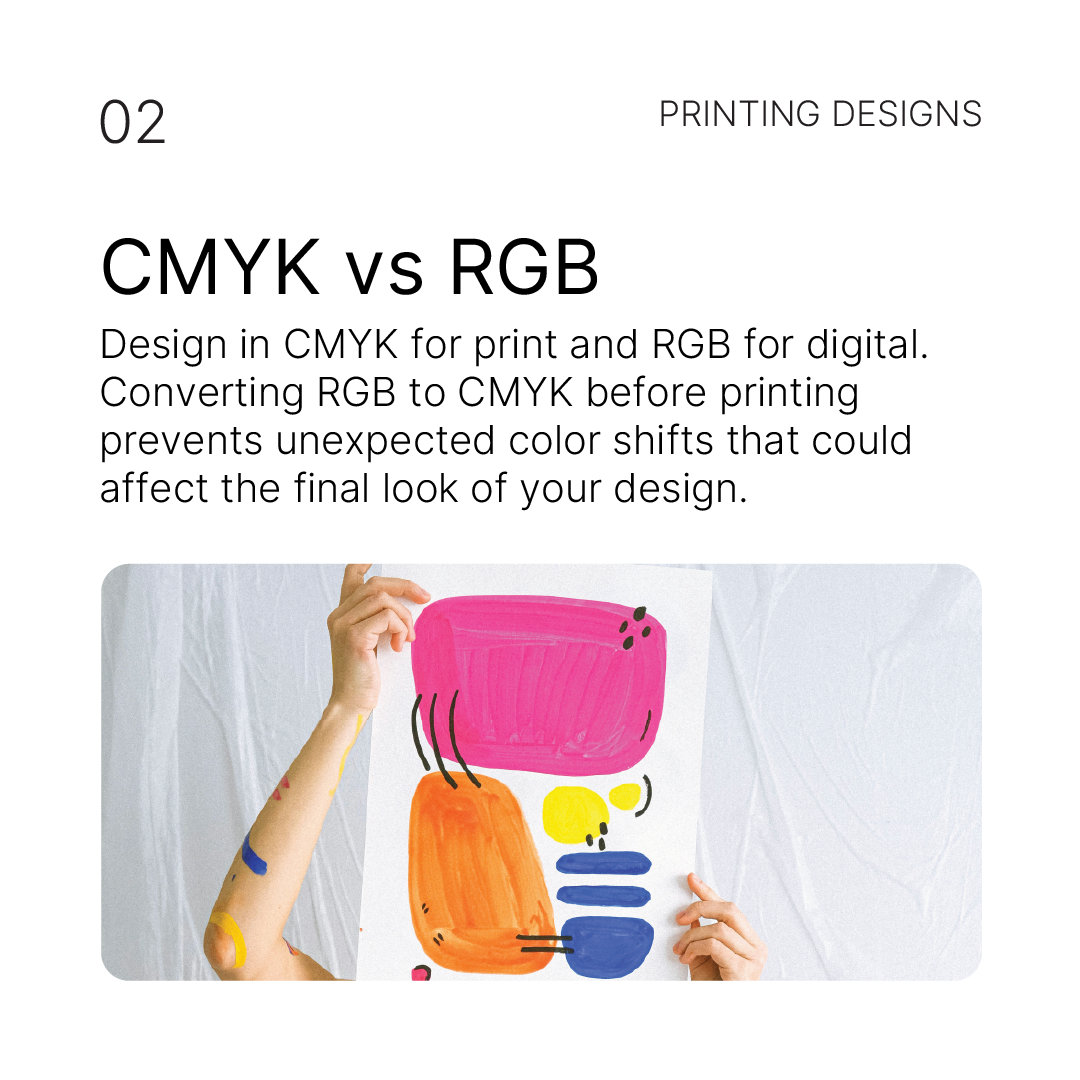 02
PRINTING DESIGNS
CMYK vs RGB
Design in CMYK for print and RGB for digital.
Converting RGB to CMYK before printing
prevents unexpected color shifts that could
affect the final look of your design.